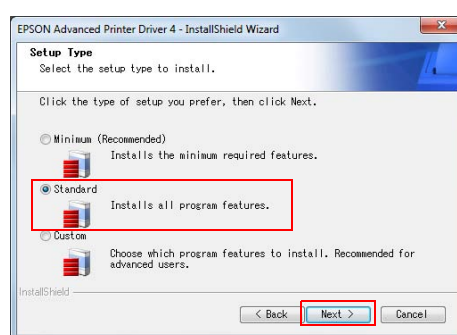 EPSON Advanced Printer Driver 4 - InstallShield Wizard
Setup Type
Select the setup type to install.
Click the type of setup you prefer, then click Next.
Minimum (Recommended)
Installs the minimum required features.
Standard
Installs all program features.
Custom
Choose which program features to install. Recommended for
advanced users.
InstallShield
< Back Next > Cancel